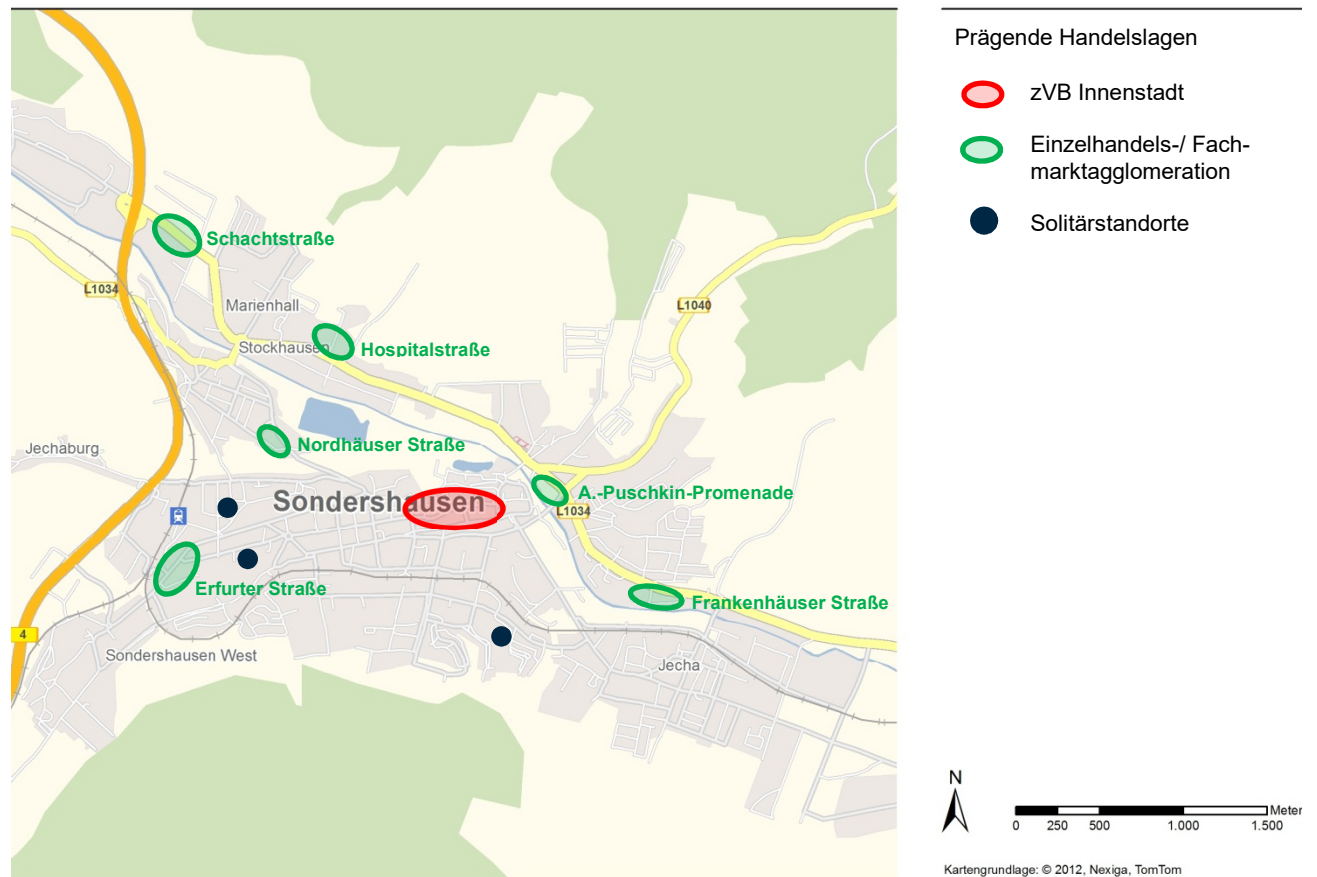 Schachtstraße
L1034
Marienhall
L1040
Stockhausen
Hospitalstraße
Jechaburg
Nordhäuser Straße
Sondershausen
A.-Puschkin-Promenade
L1034
Erfurter Straße
Frankenhäuser Straße
4
Sondershausen West
Jecha
Prägende Handelslagen
zVB Innenstadt
Einzelhandels-/ Fach-
marktagglomeration
Solitärstandorte
N
Meter
0 250 500 1.000 1.500
Kartengrundlage: © 2012, Nexiga, TomTom